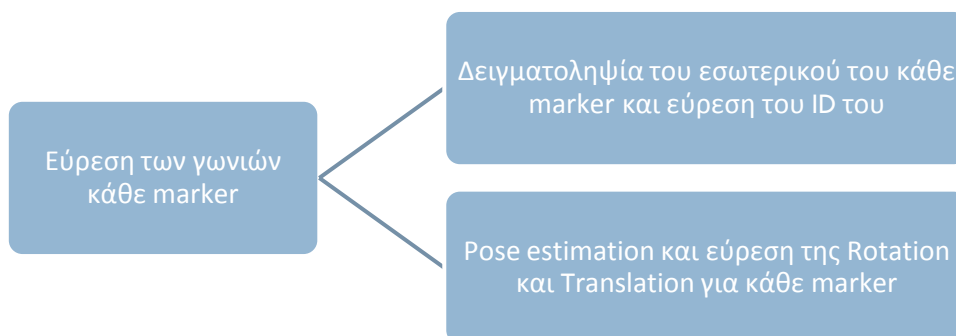 Εύρεση των γωνιών
κάθε marker
Δειγματοληψία του εσωτερικού του κάθε
marker και εύρεση του ID του
Pose estimation και εύρεση της Rotation
και Translation για κάθε marker